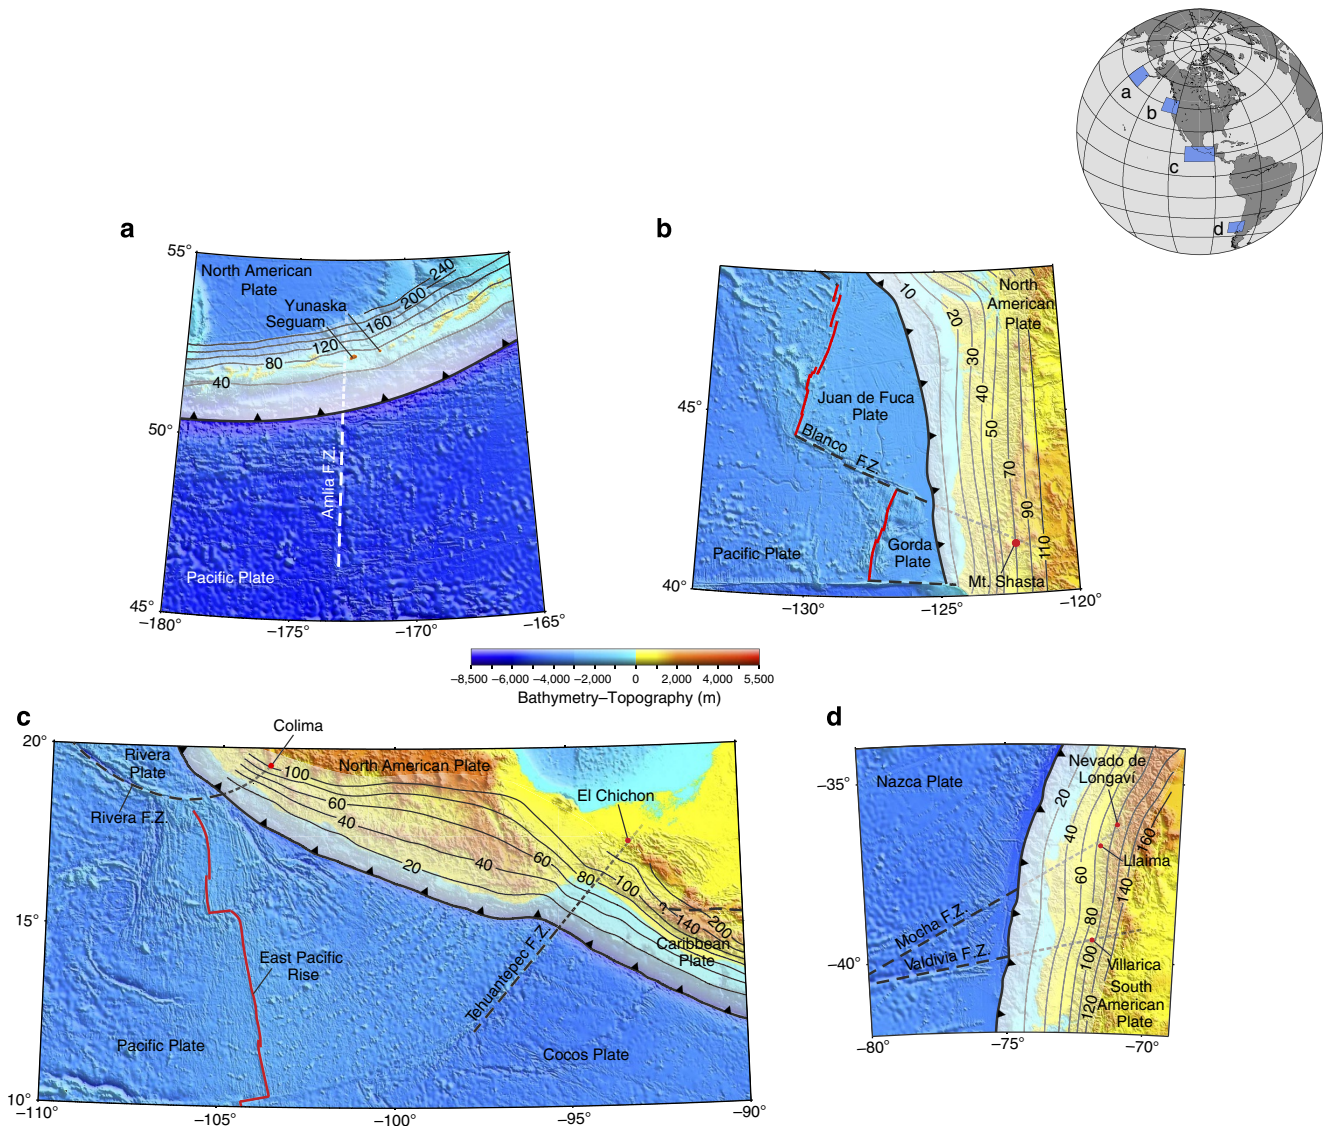 a
b
c
d
a
55°
50°
45°
−180°
−175°
−170°
−165°
North American
Plate
Yunaska
Seguam
240
200
160
120
80
40
Amlia F.Z.
Pacific Plate
b
45°
40°
−130°
−125°
−120°
10
20
30
40
50
70
90
110
North
American
Plate
Juan de Fuca
Plate
Blanco F.Z.
Gorda
Plate
Pacific Plate
Mt. Shasta
−8,500
−6,000
−4,000
−2,000
0
2,000
4,000
5,500
Bathymetry–Topography (m)
c
20°
15°
10°
−110°
−105°
−100°
−95°
−90°
Colima
Rivera
Plate
Rivera F.Z.
North American Plate
El Chichon
100
60
40
20
40
60
80
100
?
140
200
Caribbean
Plate
Tehuantepec F.Z.
East Pacific
Rise
Pacific Plate
Cocos Plate
d
−35°
−40°
−80°
−75°
−70°
Nazca Plate
Nevado de
Longaví
20
40
60
80
100
120
140
160
Llaima
Mocha F.Z.
Valdivia F.Z.
Villarica
South
American
Plate